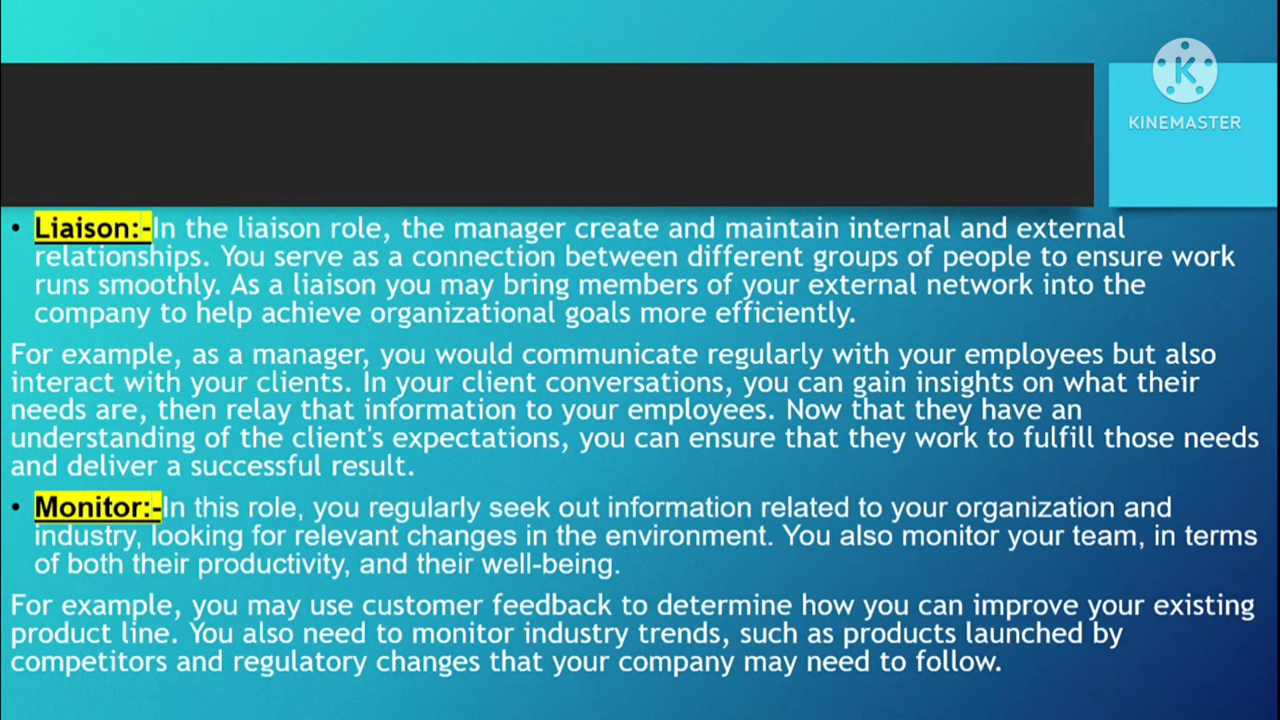 K
KINEMASTER
• Liaison:-In the liaison role, the manager create and maintain internal and external
relationships. You serve as a connection between different groups of people to ensure work
runs smoothly. As a liaison you may bring members of your external network into the
company to help achieve organizational goals more efficiently.
For example, as a manager, you would communicate regularly with your employees but also
interact with your clients. In your client conversations, you can gain insights on what their
needs are, then relay that information to your employees. Now that they have an
understanding of the client's expectations, you can ensure that they work to fulfill those needs
and deliver a successful result.
• Monitor:-In this role, you regularly seek out information related to your organization and
industry, looking for relevant changes in the environment. You also monitor your team, in terms
of both their productivity, and their well-being.
For example, you may use customer feedback to determine how you can improve your existing
product line. You also need to monitor industry trends, such as products launched by
competitors and regulatory changes that your company may need to follow.